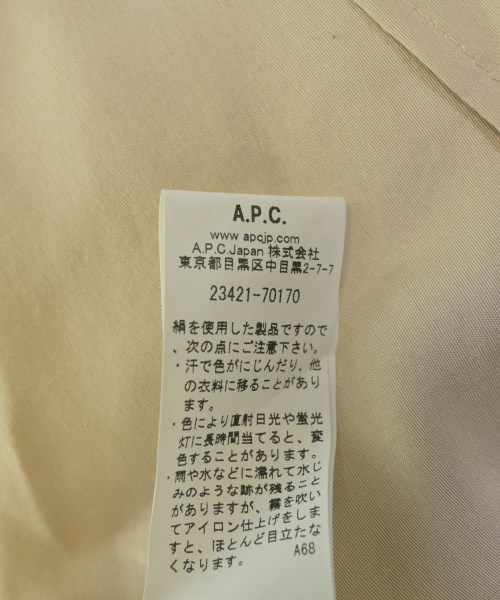 A.P.C.
www.apcjp.com
A.P.C.Japan 株式会社
東京都目黒区中目黒2-7-7
23421-70170
絹を使用した製品ですので
、次の点にご注意下さい。
・汗で色がにじんだり、他
の衣料に移ることがあり
ます。
・色により直射日光や蛍光
灯に長時間当てると、変
色することがあります。
・雨や水などに濡れて水じ
みのような跡が残ること
がありますが、霧を吹い
てアイロン仕上げをしま
すと、ほとんど目立たな
くなります。 A68